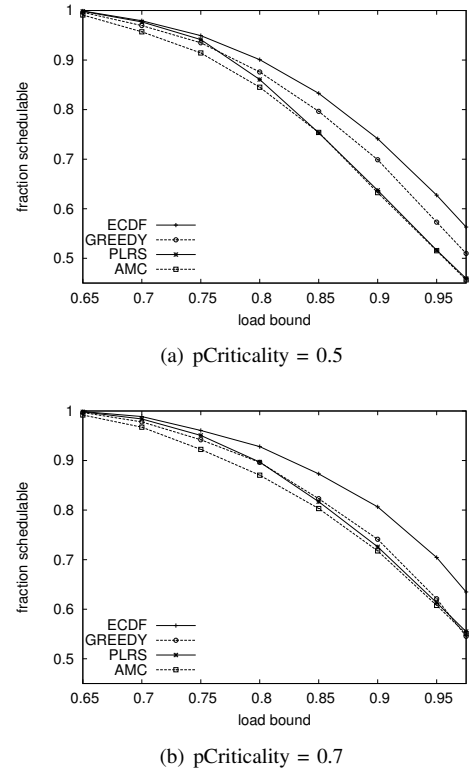 1
0.9
0.8
0.7
0.6
0.5
fraction schedulable
ECDF
GREEDY
PLRS
AMC
0.65 0.7 0.75 0.8 0.85 0.9 0.95
load bound
(a) pCriticality = 0.5
1
0.9
0.8
0.7
0.6
0.5
fraction schedulable
ECDF
GREEDY
PLRS
AMC
0.65 0.7 0.75 0.8 0.85 0.9 0.95
load bound
(b) pCriticality = 0.7